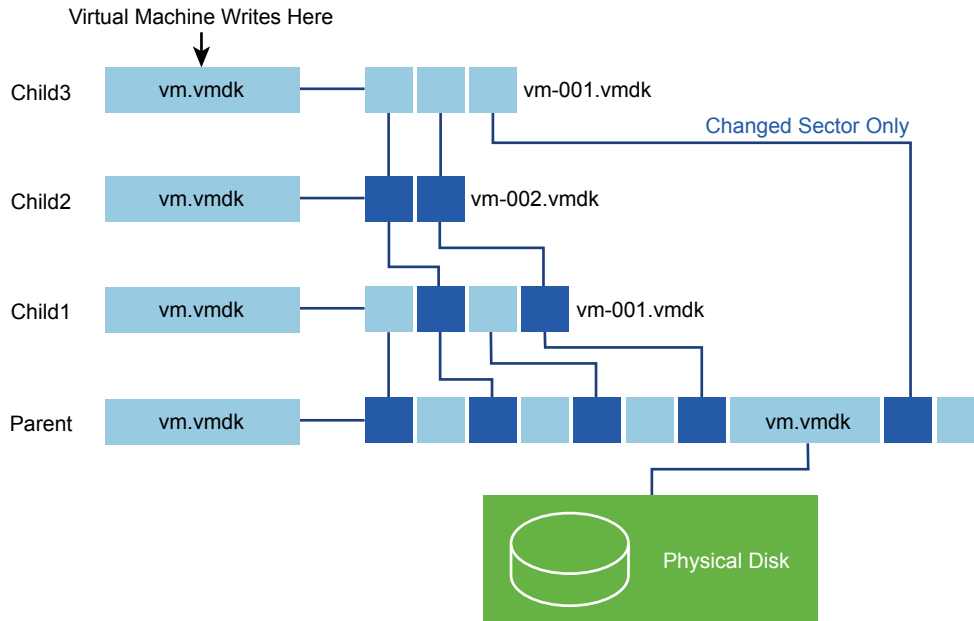 Virtual Machine Writes Here
Child3
vm.vmdk
vm-001.vmdk
Changed Sector Only
Child2
vm.vmdk
vm-002.vmdk
Child1
vm.vmdk
vm-001.vmdk
Parent
vm.vmdk
vm.vmdk
Physical Disk